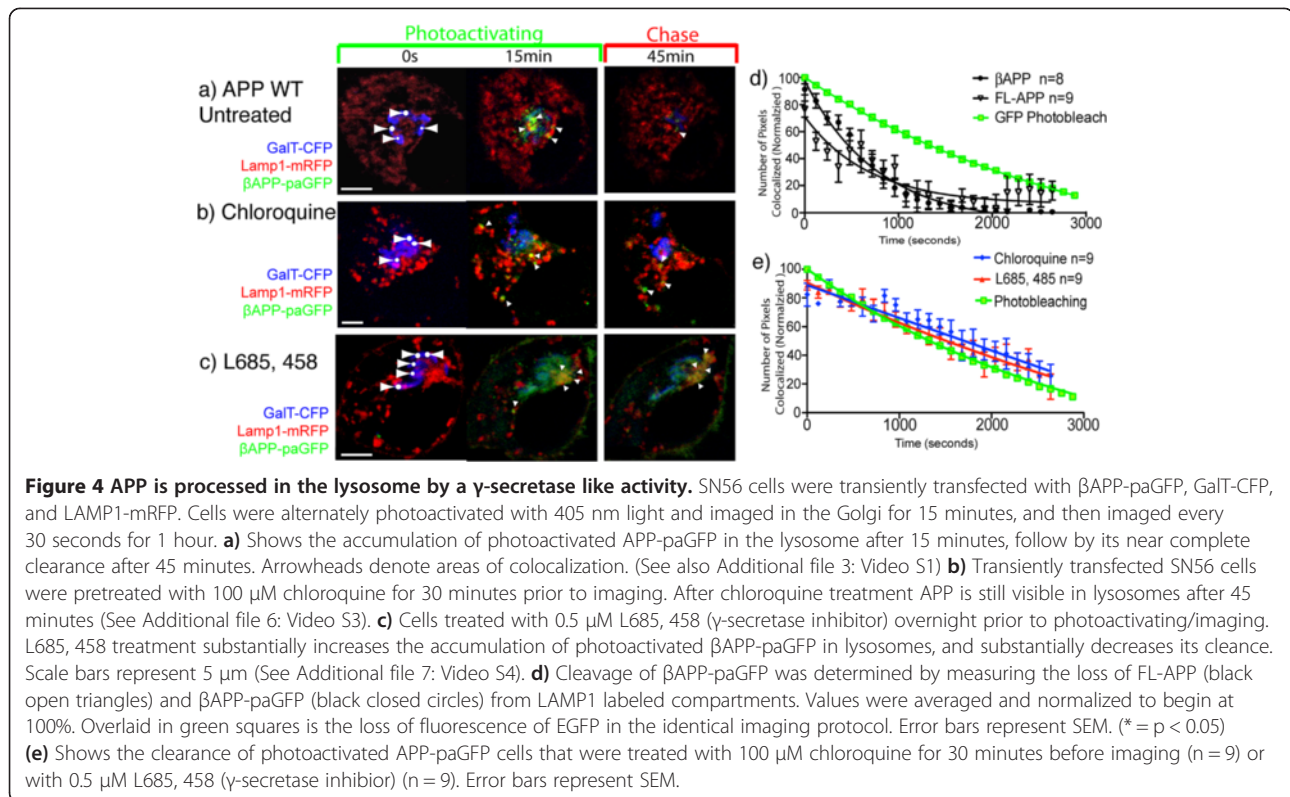 Photoactivating
Chase
0s
15min
45min
a) APP WT
Untreated
GalT-CFP
Lamp1-mRFP
βAPP-paGFP
b) Chloroquine
GalT-CFP
Lamp1-mRFP
βAPP-paGFP
c) L685, 458
GalT-CFP
Lamp1-mRFP
βAPP-paGFP
d)
Number of Pixels
Colocalized (Normalzied)
100
80
60
40
20
0
0
1000
2000
3000
Time (seconds)
βAPP n=8
FL-APP n=9
GFP Photobleach
e)
Number of Pixels
Colocalized (Normalzied)
100
80
60
40
20
0
0
1000
2000
3000
Time (seconds)
Chloroquine n=9
L685, 485 n=9
Photobleaching
Figure 4 APP is processed in the lysosome by a γ-secretase like activity. SN56 cells were transiently transfected with βAPP-paGFP, GalT-CFP,
and LAMP1-mRFP. Cells were alternately photoactivated with 405 nm light and imaged in the Golgi for 15 minutes, and then imaged every
30 seconds for 1 hour. a) Shows the accumulation of photoactivated APP-paGFP in the lysosome after 15 minutes, follow by its near complete
clearance after 45 minutes. Arrowheads denote areas of colocalization. (See also Additional file 3: Video S1) b) Transiently transfected SN56 cells
were pretreated with 100 μM chloroquine for 30 minutes prior to imaging. After chloroquine treatment APP is still visible in lysosomes after 45
minutes (See Additional file 6: Video S3). c) Cells treated with 0.5 μM L685, 458 (γ-secretase inhibitor) overnight prior to photoactivating/imaging.
L685, 458 treatment substantially increases the accumulation of photoactivated βAPP-paGFP in lysosomes, and substantially decreases its cleance.
Scale bars represent 5 μm (See Additional file 7: Video S4). d) Cleavage of βAPP-paGFP was determined by measuring the loss of FL-APP (black
open triangles) and βAPP-paGFP (black closed circles) from LAMP1 labeled compartments. Values were averaged and normalized to begin at
100%. Overlaid in green squares is the loss of fluorescence of EGFP in the identical imaging protocol. Error bars represent SEM. (* = p < 0.05)
(e) Shows the clearance of photoactivated APP-paGFP cells that were treated with 100 μM chloroquine for 30 minutes before imaging (n = 9) or
with 0.5 μM L685, 458 (γ-secretase inhibior) (n = 9). Error bars represent SEM.